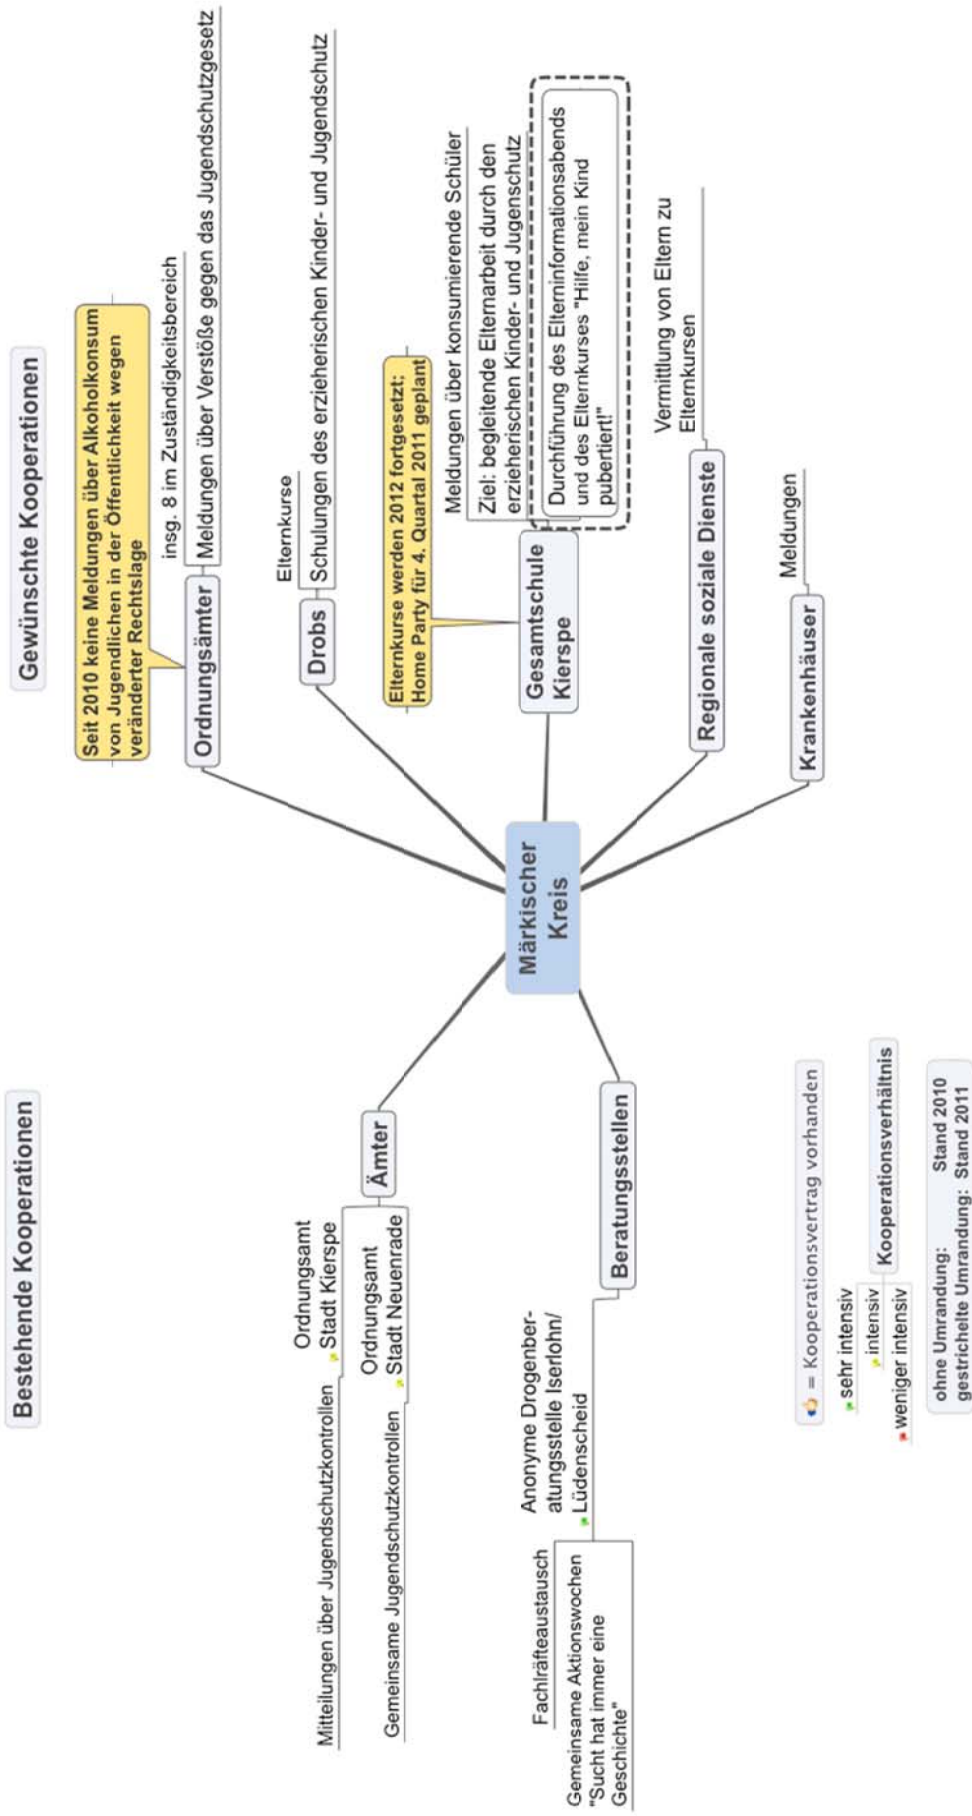 Bestehende Kooperationen
Gewünschte Kooperationen
Märkischer
Kreis
Ämter
Ordnungsamt
Stadt Kierspe
Mitteilungen über Jugendschutzkontrollen
Ordnungsamt
Stadt Neuenrade
Gemeinsame Jugendschutzkontrollen
Beratungsstellen
Anonyme Drogenber-
atungsstelle Iserlohn/
Lüdenscheid
Fachlräfteaustausch
Gemeinsame Aktionswochen
"Sucht hat immer eine
Geschichte"
Seit 2010 keine Meldungen über Alkoholkonsum
von Jugendlichen in der Öffentlichkeit wegen
veränderter Rechtslage
Ordnungsämter
insg. 8 im Zuständigkeitsbereich
Meldungen über Verstöße gegen das Jugendschutzgesetz
Drobs
Elternkurse
Schulungen des erzieherischen Kinder- und Jugendschutz
Elternkurse werden 2012 fortgesetzt:
Home Party für 4. Quartal 2011 geplant
Gesamtschule
Kierspe
Meldungen über konsumierende Schüler
Ziel: begleitende Elternarbeit durch den
erzieherischen Kinder- und Jugenschutz
Durchführung des Elterninformationsabends
und des Elternkurses "Hilfe, mein Kind
pubertiert!"
Regionale soziale Dienste
Vermittlung von Eltern zu
Elternkursen
Krankenhäuser
Meldungen
= Kooperationsvertrag vorhanden
sehr intensiv
intensiv
weniger intensiv
Kooperationsverhältnis
ohne Umrandung: Stand 2010
gestrichelte Umrandung: Stand 2011